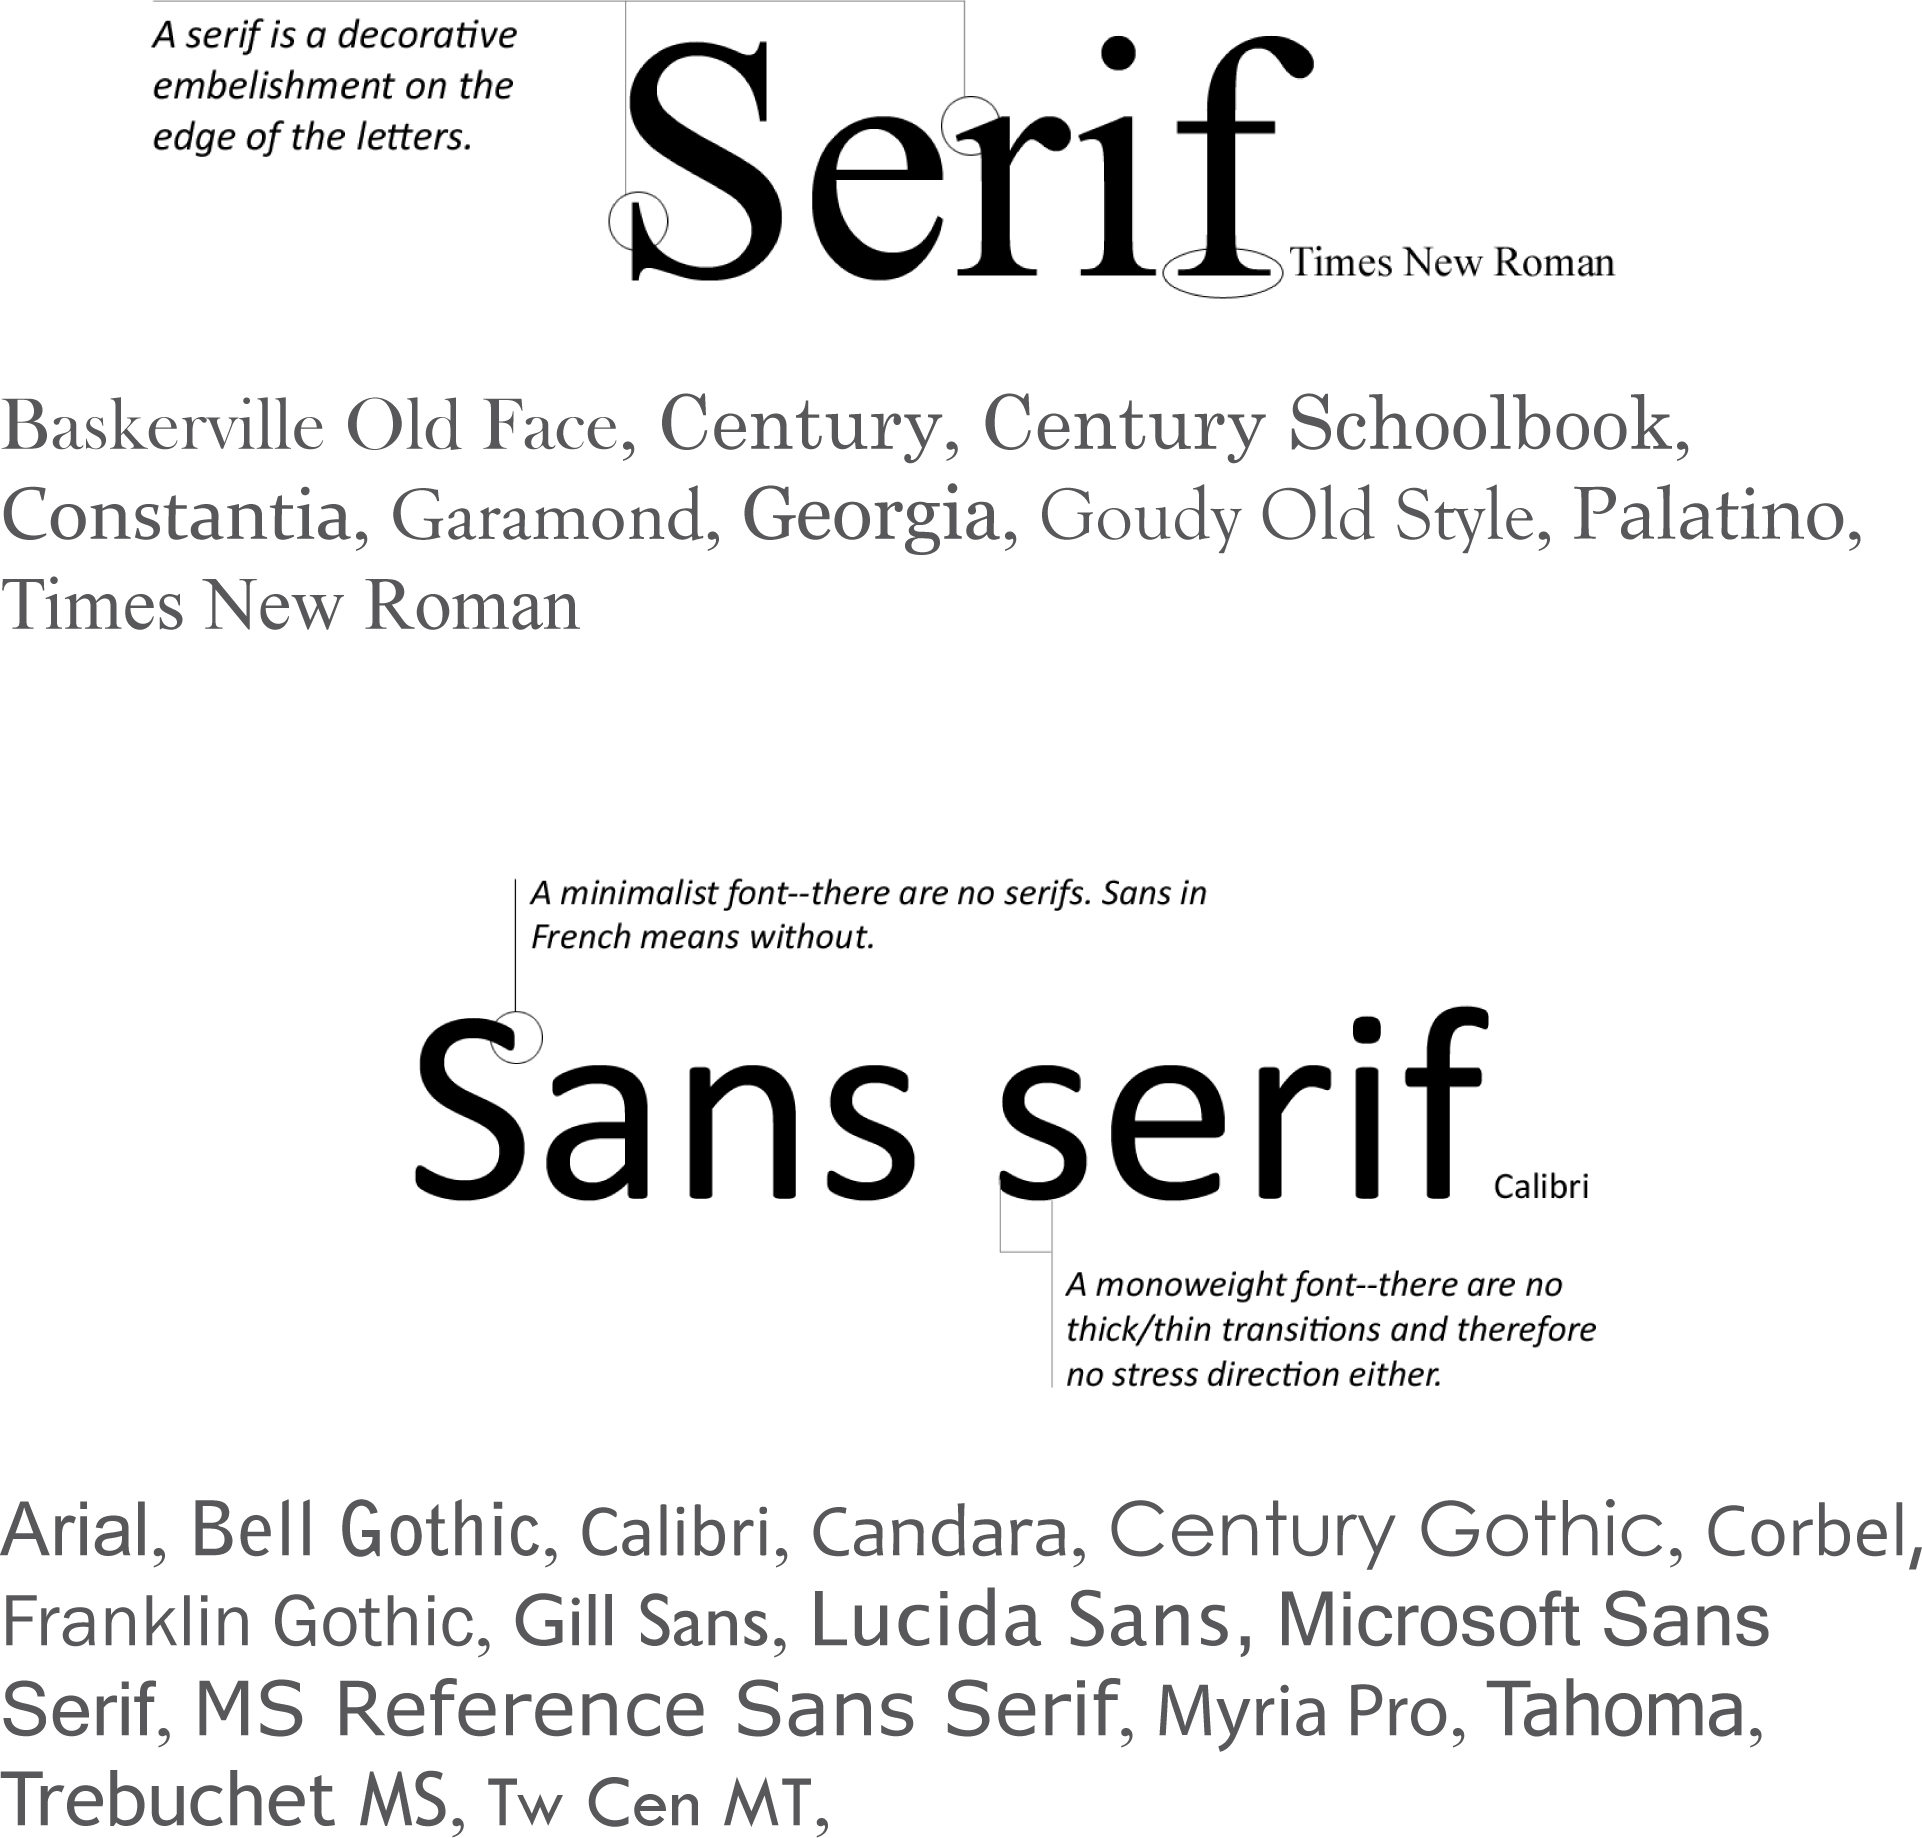 A serif is a decorative
embelishment on the
edge of the letters.
Serif
Times New Roman
Baskerville Old Face, Century, Century Schoolbook,
Constantia, Garamond, Georgia, Goudy Old Style, Palatino,
Times New Roman
A minimalist font--there are no serifs. Sans in
French means without.
Sans serif
Calibri
A monoweight font--there are no
thick/thin transitions and therefore
no stress direction either.
Arial, Bell Gothic, Calibri, Candara, Century Gothic, Corbel,
Franklin Gothic, Gill Sans, Lucida Sans, Microsoft Sans
Serif, MS Reference Sans Serif, Myria Pro, Tahoma,
Trebuchet MS, Tw Cen MT,